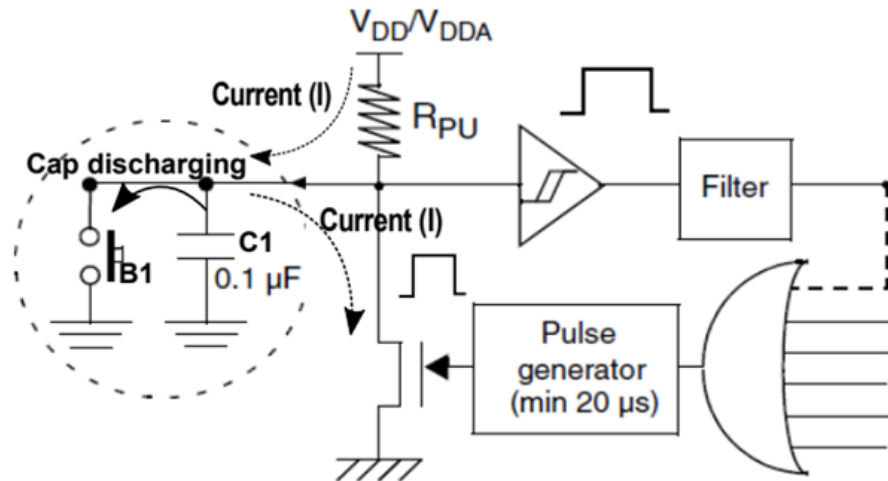 VDD/VDDA
Current (I)
RPU
Cap discharging
Filter
Current (I)
B1
C1
0.1 µF
Pulse
generator
(min 20 µs)